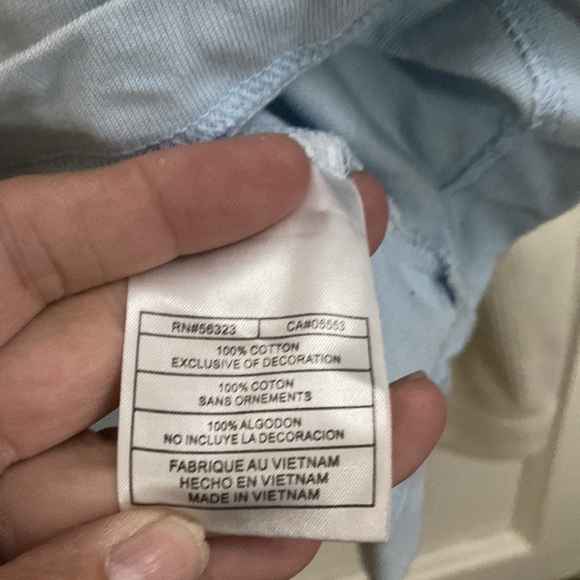 RN#56323 CA#05553
100% COTTON
EXCLUSIVE OF DECORATION
100% COTON
SANS ORNEMENTS
100% ALGODON
NO INCLUYE LA DECORACION
FABRIQUE AU VIETNAM
HECHO EN VIETNAM
MADE IN VIETNAM